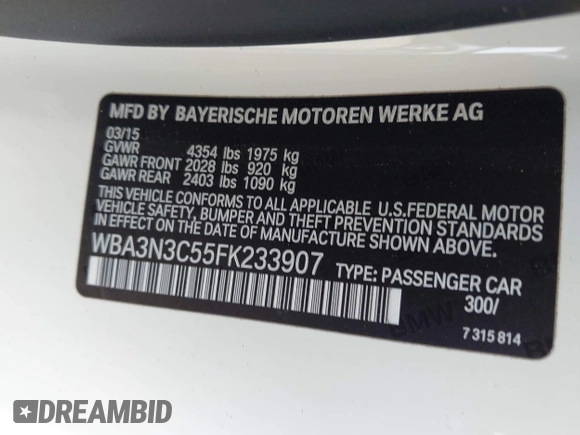 MFD BY BAYERISCHE MOTOREN WERKE AG
03/15
GVWR 4354 lbs 1975 kg
GAWR FRONT 2028 lbs 920 kg
GAWR REAR 2403 lbs 1090 kg
THIS VEHICLE CONFORMS TO ALL APPLICABLE U.S.FEDERAL MOTOR
VEHICLE SAFETY, BUMPER AND THEFT PREVENTION STANDARDS
IN EFFECT ON THE DATE OF MANUFACTURE SHOWN ABOVE.
WBA3N3C55FK233907 TYPE: PASSENGER CAR
300/
7 315 814
BMW
DREAMBID